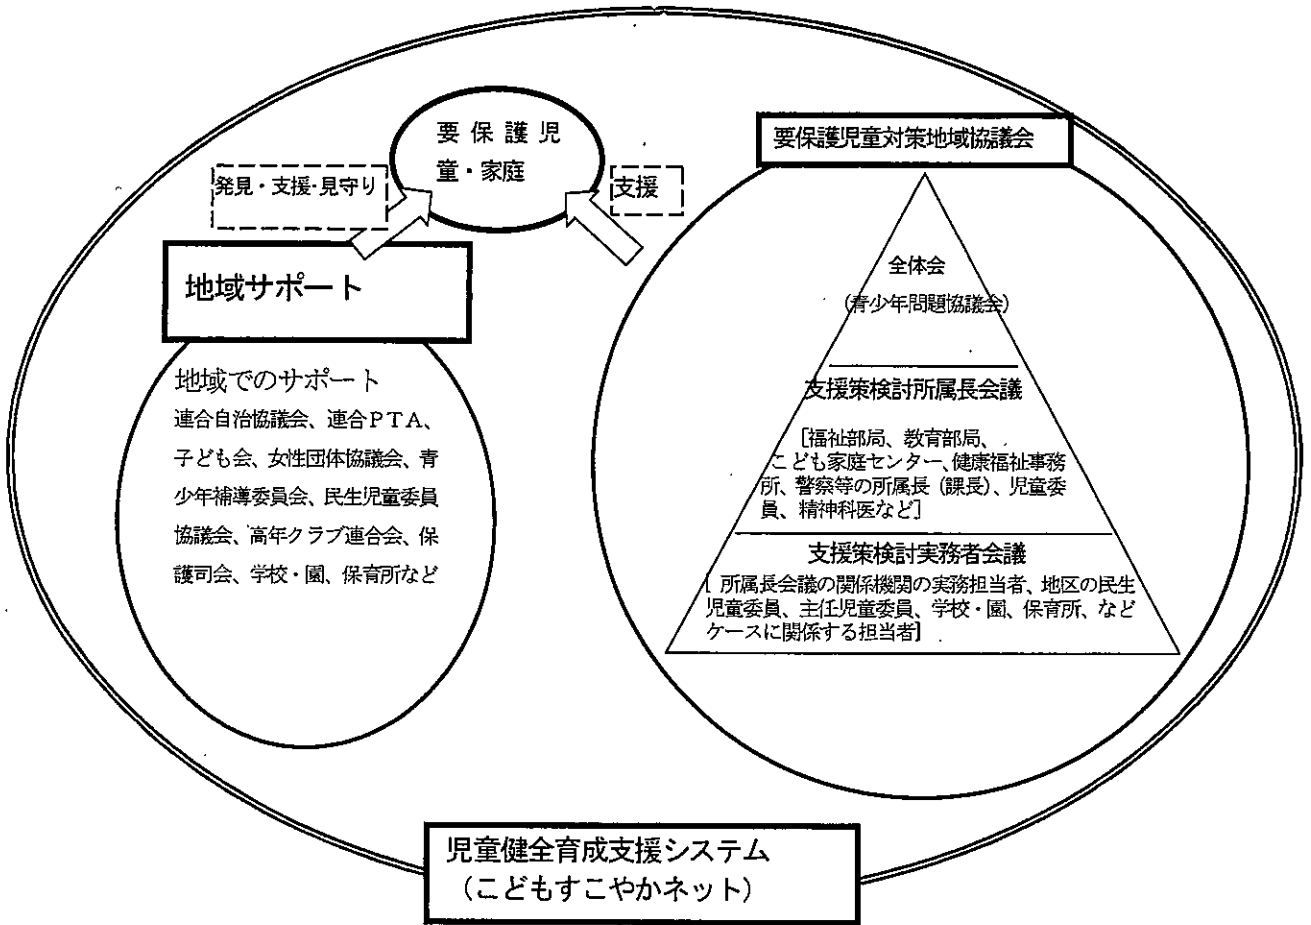 要保護児
童・家庭
発見・支援・見守り
支援
地域サポート
地域でのサポート
連合自治協議会、連合PTA、
子ども会、女性団体協議会、青
少年補導委員会、民生児童委員
協議会、高年クラブ連合会、保
護司会、学校・園、保育所など
要保護児童対策地域協議会
全体会
(青少年問題協議会)
支援策検討所属長会議
[福祉部局、教育部局、
こども家庭センター、健康福祉事務
所、警察等の所属長(課長)、児童委
員、精神科医など]
支援策検討実務者会議
[所属長会議の関係機関の実務担当者、地区の民生
児童委員、主任児童委員、学校・園、保育所、など
ケースに関係する担当者]
児童健全育成支援システム
(こどもすこやかネット)